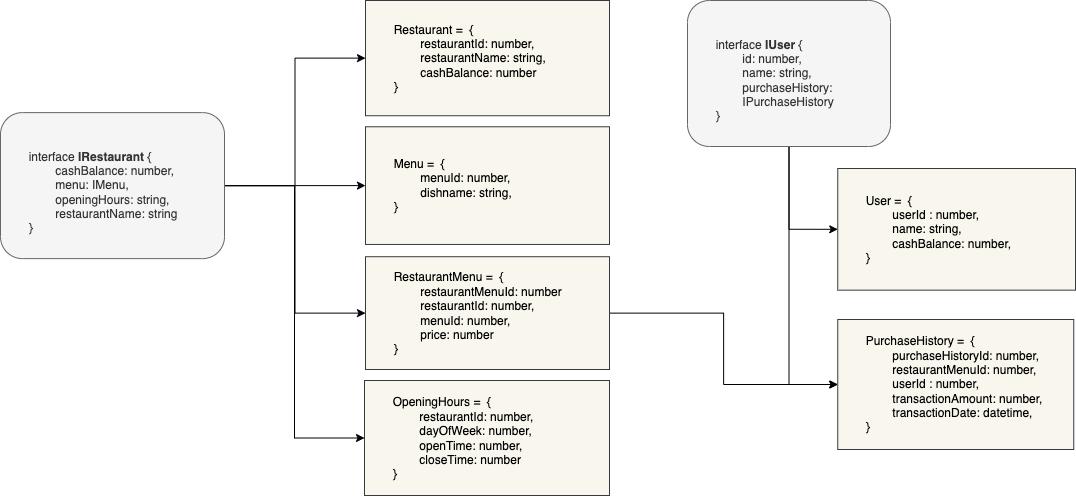 interface IRestaurant {
cashBalance: number,
menu: IMenu,
openingHours: string,
restaurantName: string
}
Restaurant = {
restaurantId: number,
restaurantName: string,
cashBalance: number
}
Menu = {
menuId: number,
dishname: string,
}
RestaurantMenu = {
restaurantMenuId: number
restaurantId: number,
menuId: number,
price: number
}
OpeningHours = {
restaurantId: number,
dayOfWeek: number,
openTime: number,
closeTime: number
}
interface IUser {
id: number,
name: string,
purchaseHistory:
IPurchaseHistory
}
User = {
userId : number,
name: string,
cashBalance: number,
}
PurchaseHistory = {
purchaseHistoryId: number,
restaurantMenuId: number,
userId : number,
transactionAmount: number,
transactionDate: datetime,
}